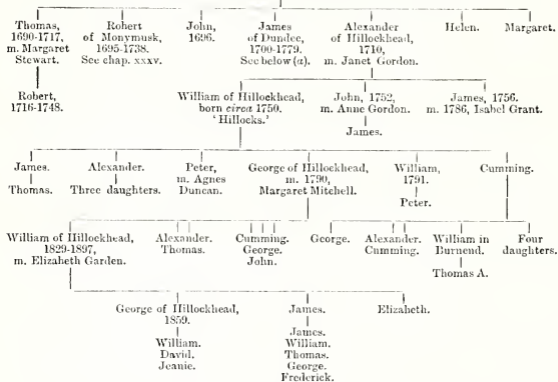 Thomas,
1690-1717,
m. Margaret
Stewart.
Robert
of Monymusk,
1695-1738.
See chap. xxxv.
John,
1696.
James
of Dundee,
1700-1779.
See below (a).
Alexander
of Hillockhead,
1710,
m. Janet Gordon.
Helen.
Margaret.
Robert,
1716-1748.
William of Hillockhead,
born circa 1750.
'Hillocks.'
John, 1752,
m. Anne Gordon.
James.
James, 1756.
m. 1786, Isabel Grant.
James.
Thomas.
Alexander.
Three daughters.
Peter,
m. Agnes
Duncan.
George of Hillockhead,
m. 1790,
Margaret Mitchell.
William,
1791.
Peter.
Cumming.
William of Hillockhead,
1829-1897,
m. Elizabeth Garden.
Alexander.
Thomas.
Cumming.
George.
John.
George.
Alexander.
Cumming.
William in
Burnend.
Thomas A.
Four
daughters.
George of Hillockhead,
1859.
William.
David.
Jeanie.
James.
James.
William.
Thomas.
George.
Frederick.
Elizabeth.